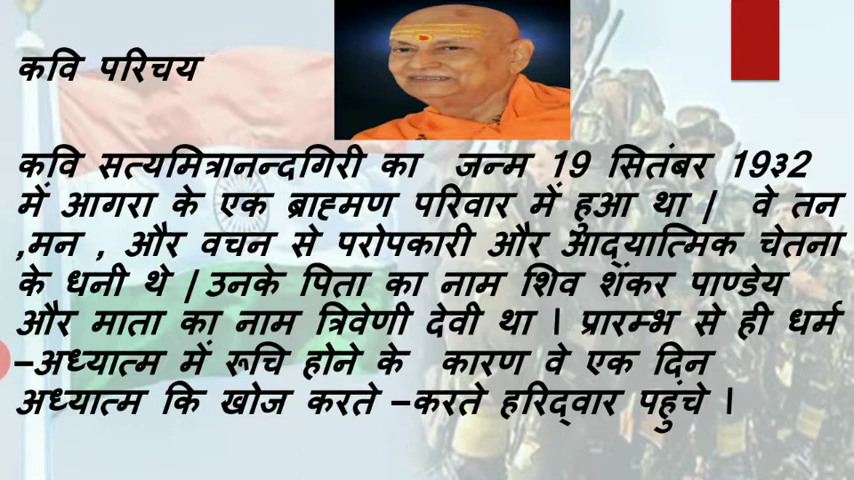 कवि परिचय
कवि सत्यमित्रानन्दगिरी का जन्म 19 सितंबर 19३2
में आगरा के एक ब्राह्मण परिवार में हुआ था | वे तन
,मन , और वचन से परोपकारी और आद्यात्मिक चेतना
के धनी थे | उनके पिता का नाम शिव शंकर पाण्डेय
और माता का नाम त्रिवेणी देवी था । प्रारम्भ से ही धर्म
–अध्यात्म में रूचि होने के कारण वे एक दिन
अध्यात्म कि खोज करते –करते हरिद्वार पहुंचे ।